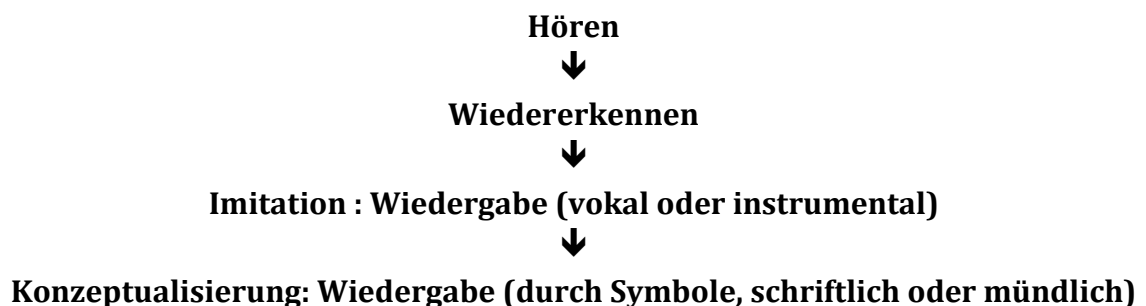 Hören
🡻
Wiedererkennen
🡻
Imitation : Wiedergabe (vokal oder instrumental)
🡻
Konzeptualisierung: Wiedergabe (durch Symbole, schriftlich oder mündlich)